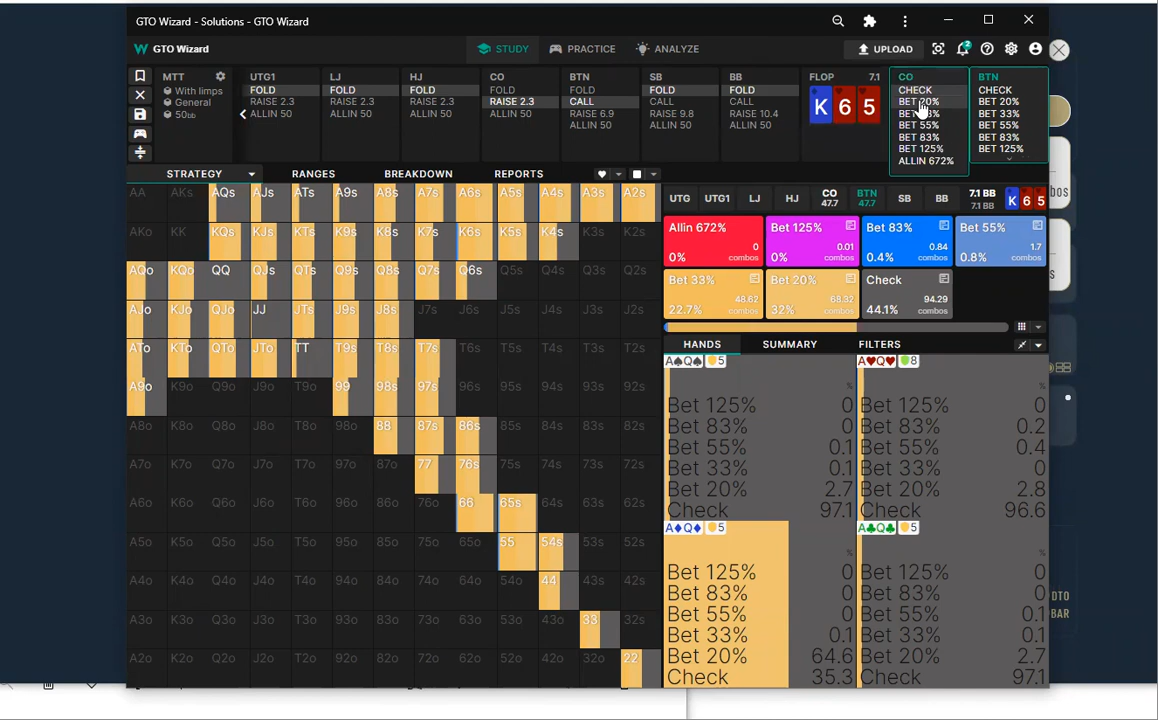 GTO Wizard - Solutions - GTO Wizard
GTO Wizard
STUDY
PRACTICE
ANALYZE
UPLOAD
2
MTT
With limps
General
50bb
UTG1
FOLD
RAISE 2.3
ALLIN 50
LJ
FOLD
RAISE 2.3
ALLIN 50
HJ
FOLD
RAISE 2.3
ALLIN 50
CO
FOLD
RAISE 2.3
ALLIN 50
BTN
FOLD
CALL
RAISE 6.9
ALLIN 50
SB
FOLD
CALL
RAISE 9.8
ALLIN 50
BB
FOLD
CALL
RAISE 10.4
ALLIN 50
FLOP 7.1
K 6 5
CO
CHECK
BET 20%
BET 55%
BET 83%
BET 125%
ALLIN 672%
BTN
CHECK
BET 20%
BET 33%
BET 55%
BET 83%
BET 125%
STRATEGY
RANGES
BREAKDOWN
REPORTS
AA AKs AQs AJs ATs A9s A8s A7s A6s A5s A4s A3s A2s
AKo KK KQs KJs KTs K9s K8s K7s K6s K5s K4s K3s K2s
AQo KQo QQ QJs QTs Q9s Q8s Q7s Q6s Q5s Q4s Q3s Q2s
AJo KJo QJo JJ JTs J9s J8s J7s J6s J5s J4s J3s J2s
ATo KTo QTo JTo TT T9s T8s T7s T6s T5s T4s T3s T2s
A9o K9o Q9o J9o T9o 99 98s 97s 96s 95s 94s 93s 92s
A8o K8o Q8o J8o T8o 98o 88 87s 86s 85s 84s 83s 82s
A7o K7o Q7o J7o T7o 97o 87o 77 76s 75s 74s 73s 72s
A6o K6o Q6o J6o T6o 96o 86o 76o 66 65s 64s 63s 62s
A5o K5o Q5o J5o T5o 95o 85o 75o 65o 55 54s 53s 52s
A4o K4o Q4o J4o T4o 94o 84o 74o 64o 54o 44 43s 42s
A3o K3o Q3o J3o T3o 93o 83o 73o 63o 53o 43o 33 32s
A2o K2o Q2o J2o T2o 92o 82o 72o 62o 52o 42o 32o 22
UTG
UTG1
LJ
HJ
CO
47.7
BTN
47.7
SB
BB
7.1 BB
7.1 BB
K 6 5
Allin 672%
0
0% combos
Bet 125%
0.01
0% combos
Bet 83%
0.84
0.4% combos
Bet 55%
1.7
0.8% combos
Bet 33%
48.62
22.7% combos
Bet 20%
68.32
32% combos
Check
94.29
44.1% combos
HANDS
SUMMARY
FILTERS
A♠Q♠ 5
%
Bet 125% 0
Bet 83% 0
Bet 55% 0.1
Bet 33% 0.1
Bet 20% 2.7
Check 97.1
A♥Q♥ 8
%
Bet 125% 0
Bet 83% 0.2
Bet 55% 0.4
Bet 33% 0
Bet 20% 2.8
Check 96.6
A♦Q♦ 5
%
Bet 125% 0
Bet 83% 0
Bet 55% 0
Bet 33% 0.1
Bet 20% 64.6
Check 35.3
A♣Q♣ 5
%
Bet 125% 0
Bet 83% 0
Bet 55% 0.1
Bet 33% 0.1
Bet 20% 2.7
Check 97.1
BAR